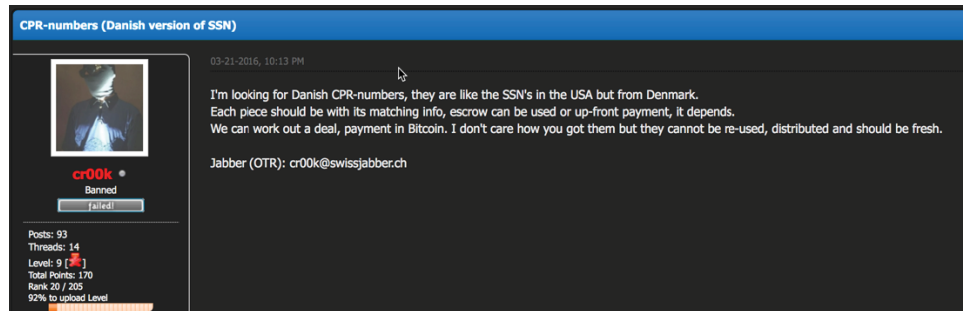 CPR-numbers (Danish version of SSN)
03-21-2016, 10:13 PM
I'm looking for Danish CPR-numbers, they are like the SSN's in the USA but from Denmark.
Each piece should be with its matching info, escrow can be used or up-front payment, it depends.
We can work out a deal, payment in Bitcoin. I don't care how you got them but they cannot be re-used, distributed and should be fresh.
Jabber (OTR): cr00k@swissjabber.ch
cr00k
Banned
failed!
Posts: 93
Threads: 14
Level: 9 [ ]
Total Points: 170
Rank 20 / 205
92% to upload Level